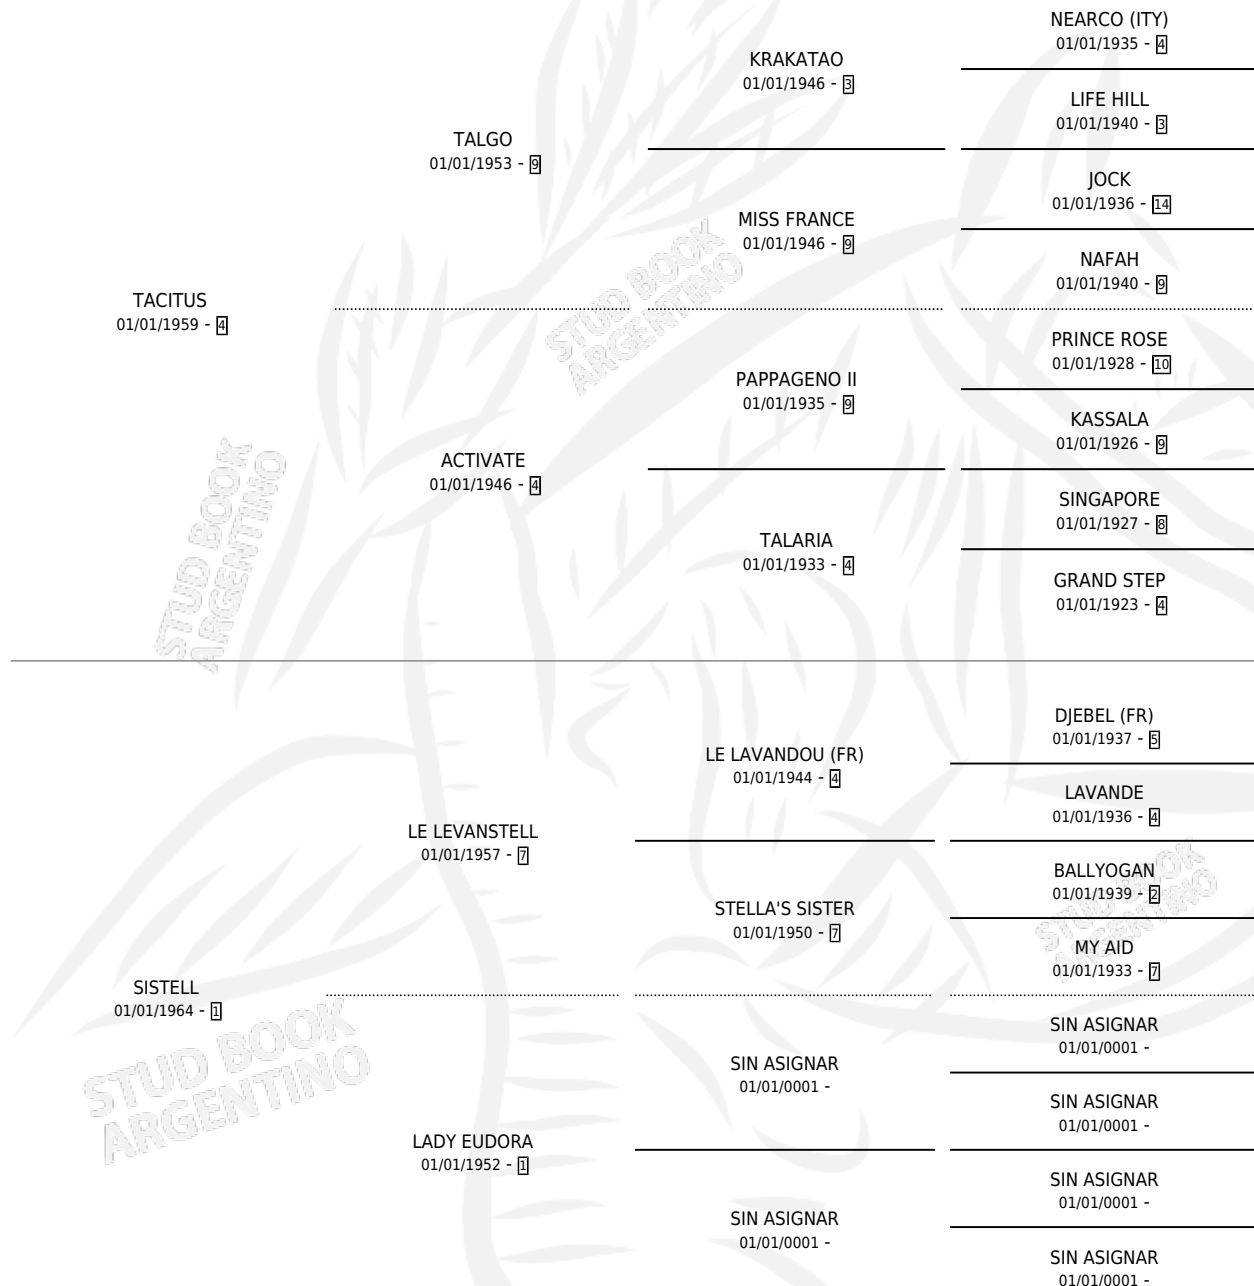 NEARCO (ITY)
01/01/1935 - 4
KRAKATAO
01/01/1946 - 3
LIFE HILL
01/01/1940 - 3
TALGO
01/01/1953 - 9
JOCK
01/01/1936 - 14
MISS FRANCE
01/01/1946 - 9
NAFAH
01/01/1940 - 9
TACITUS
01/01/1959 - 4
PRINCE ROSE
01/01/1928 - 10
PAPPAGENO II
01/01/1935 - 9
KASSALA
01/01/1926 - 9
ACTIVATE
01/01/1946 - 4
SINGAPORE
01/01/1927 - 8
TALARIA
01/01/1933 - 4
GRAND STEP
01/01/1923 - 4
DJEBEL (FR)
01/01/1937 - 5
LE LAVANDOU (FR)
01/01/1944 - 4
LAVANDE
01/01/1936 - 4
LE LEVANSTELL
01/01/1957 - 7
BALLYOGAN
01/01/1939 - 2
STELLA'S SISTER
01/01/1950 - 7
MY AID
01/01/1933 - 7
SISTELL
01/01/1964 - 1
SIN ASIGNAR
01/01/0001 -
SIN ASIGNAR
01/01/0001 -
SIN ASIGNAR
01/01/0001 -
LADY EUDORA
01/01/1952 - 1
SIN ASIGNAR
01/01/0001 -
SIN ASIGNAR
01/01/0001 -
SIN ASIGNAR
01/01/0001 -
STUD BOOK
ARGENTINO
STUD BOOK
ARGENTINO
STUD BOOK
ARGENTINO
STUD BOOK
ARGENTINO